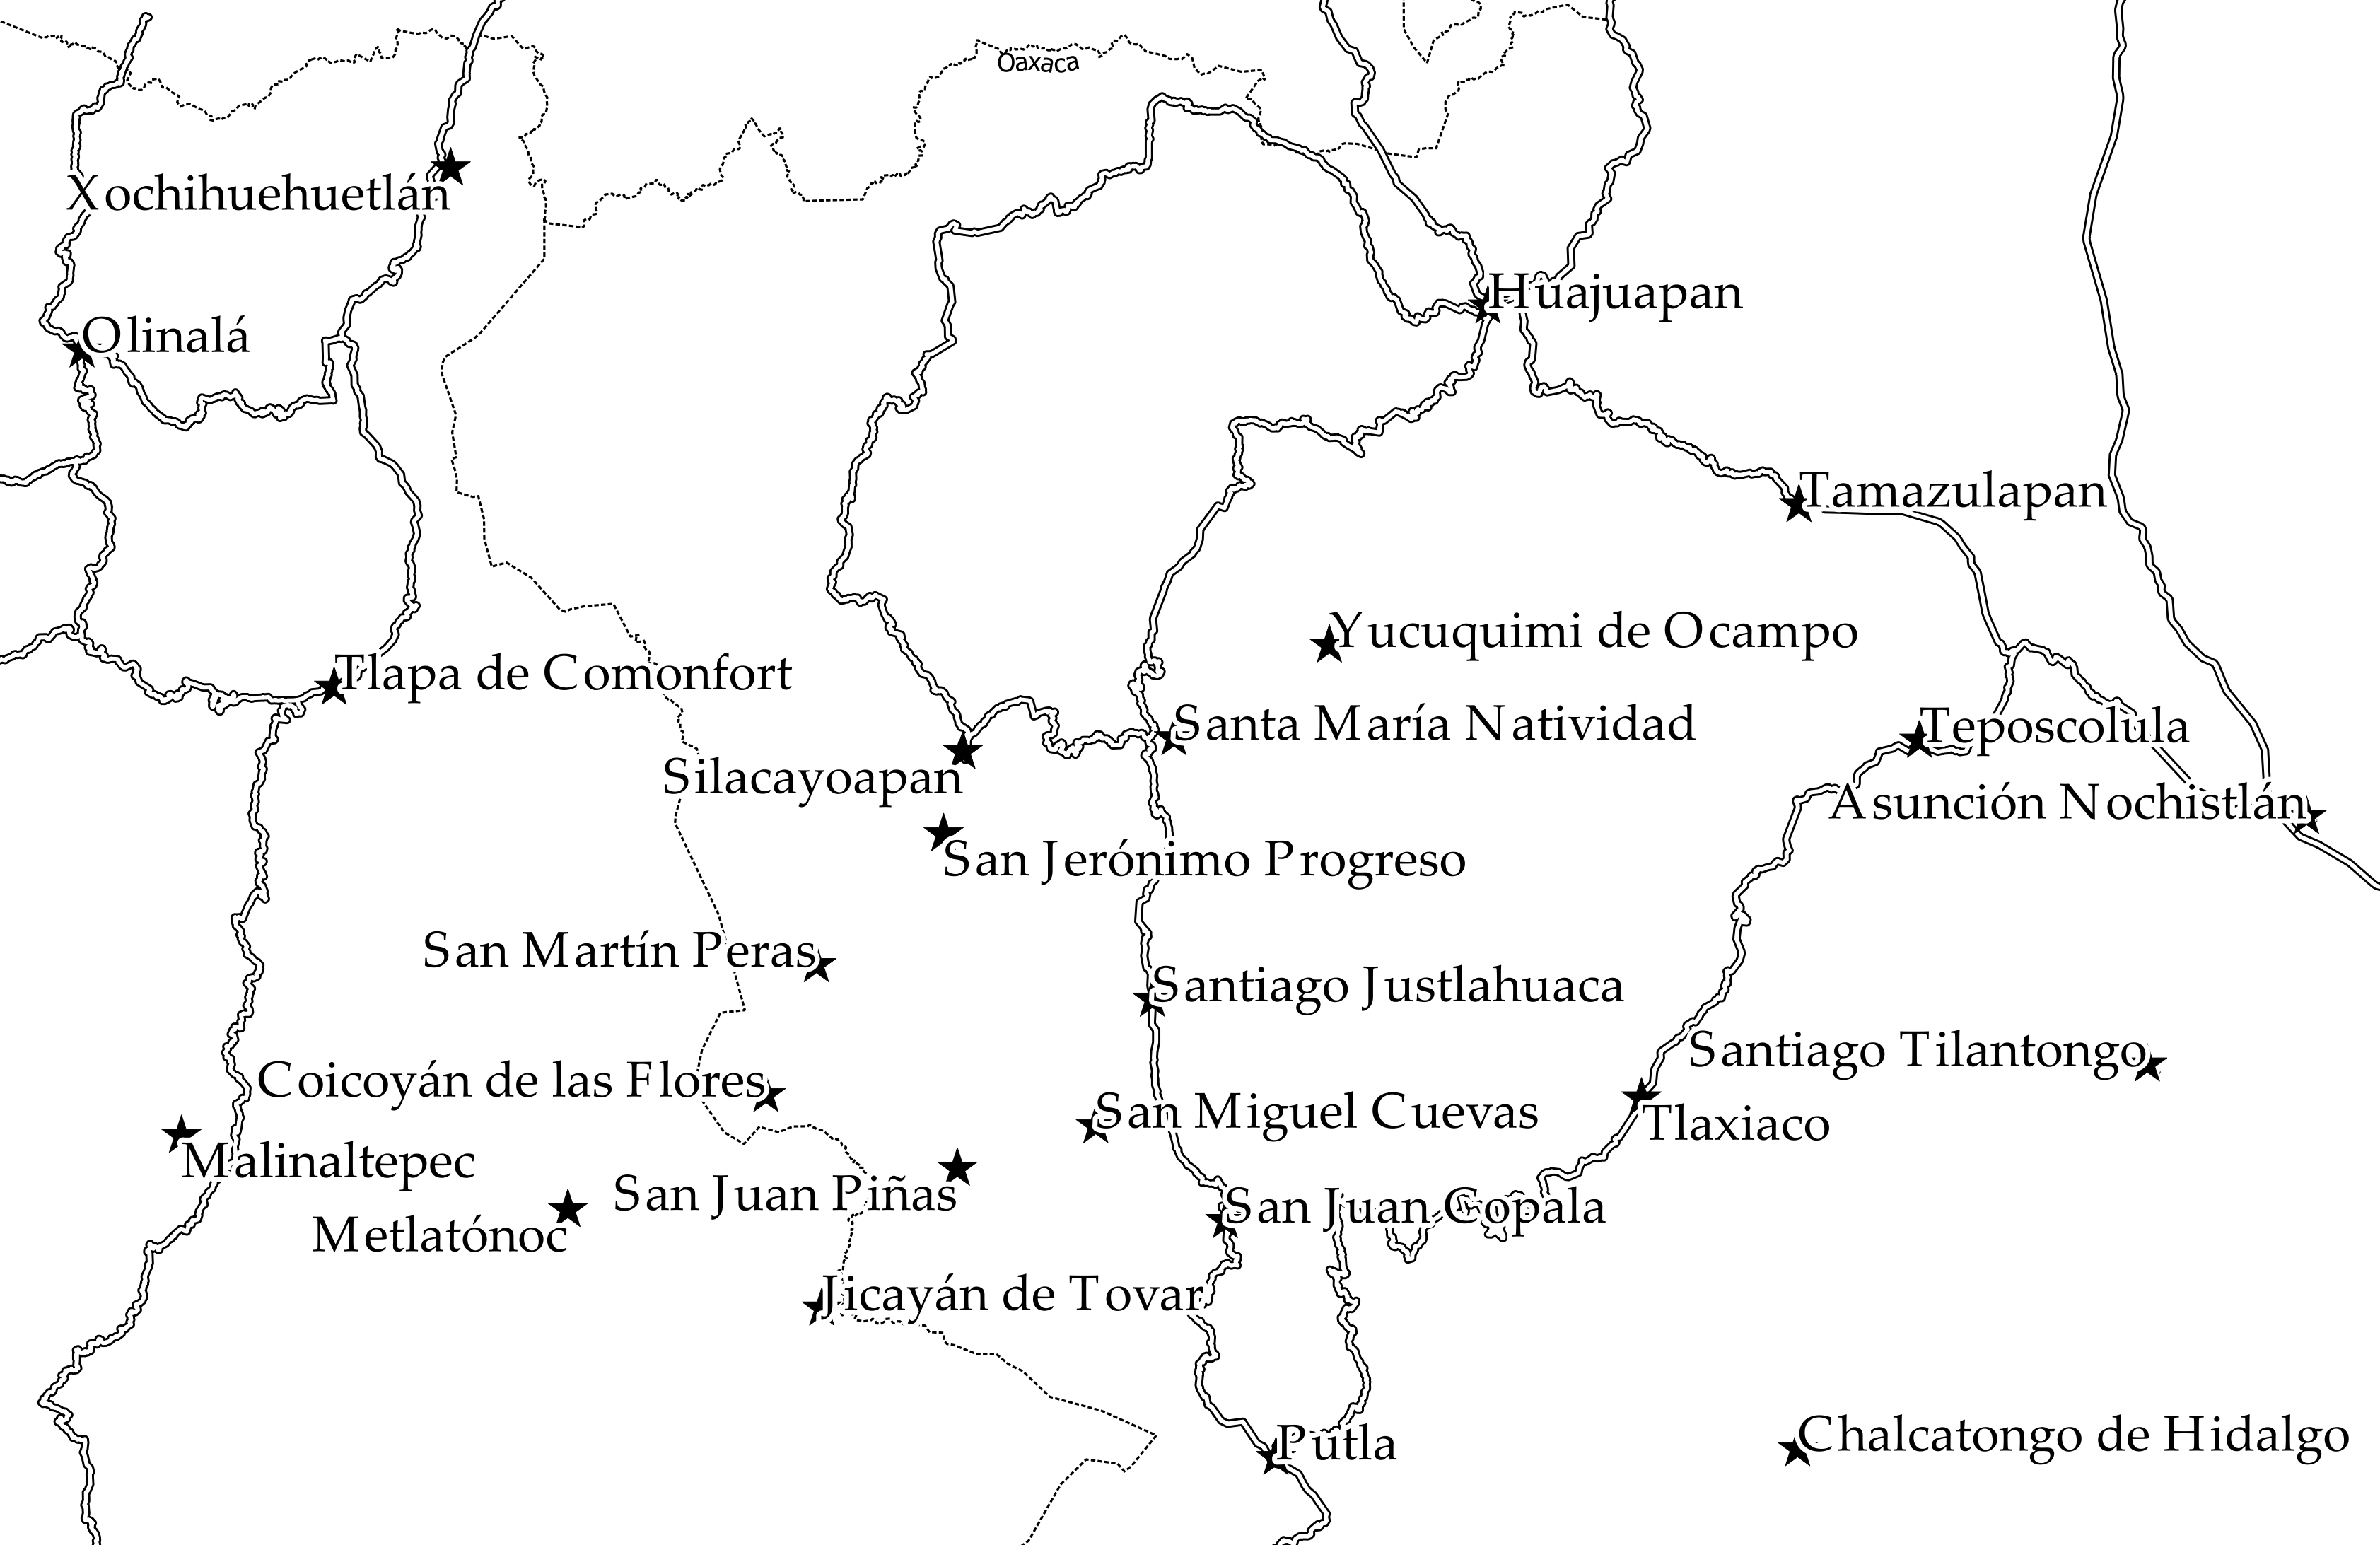 Oaxaca
Xochihuehuetlán
Huajuapan
Olinalá
Tamazulapan
Yucuquimi de Ocampo
Tlapa de Comonfort
Santa María Natividad
Teposcolula
Silacayoapan
Asunción Nochistlán
San Jerónimo Progreso
San Martín Peras
Santiago Justlahuaca
Santiago Tilantongo
Coicoyán de las Flores
San Miguel Cuevas
Tlaxiaco
Malinaltepec
San Juan Piñas
San Juan Copala
Metlatónoc
Jicayán de Tovar
Putla
Chalcatongo de Hidalgo